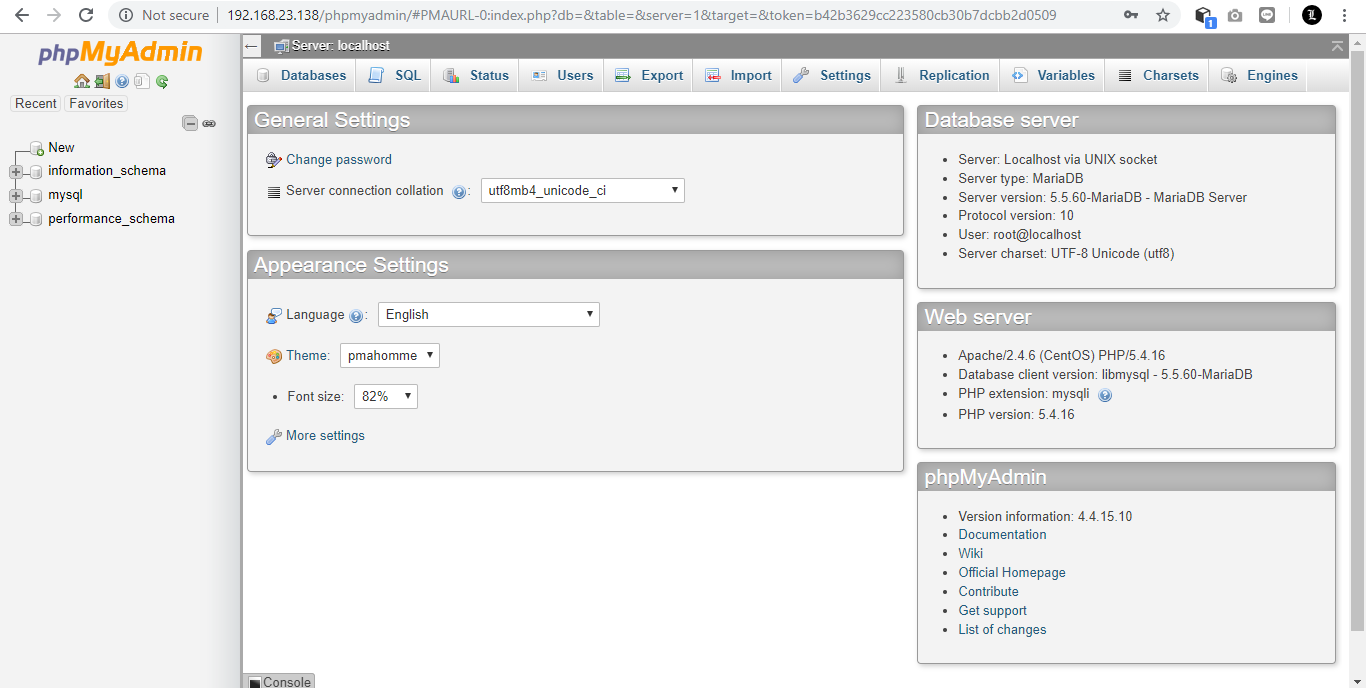 Not secure
192.168.23.138/phpmyadmin/#PMAURL-0:index.php?db=&table=&server=1&target=&token=b42b3629cc223580cb30b7dcbb2d0509
1
L
phpMyAdmin
Recent
Favorites
New
information_schema
mysql
performance_schema
Server: localhost
Databases
SQL
Status
Users
Export
Import
Settings
Replication
Variables
Charsets
Engines
General Settings
Change password
Server connection collation :
utf8mb4_unicode_ci
Appearance Settings
Language :
English
Theme:
pmahomme
• Font size:
82%
More settings
Database server
• Server: Localhost via UNIX socket
• Server type: MariaDB
• Server version: 5.5.60-MariaDB - MariaDB Server
• Protocol version: 10
• User: root@localhost
• Server charset: UTF-8 Unicode (utf8)
Web server
• Apache/2.4.6 (CentOS) PHP/5.4.16
• Database client version: libmysql - 5.5.60-MariaDB
• PHP extension: mysqli
• PHP version: 5.4.16
phpMyAdmin
• Version information: 4.4.15.10
• Documentation
• Wiki
• Official Homepage
• Contribute
• Get support
• List of changes
Console